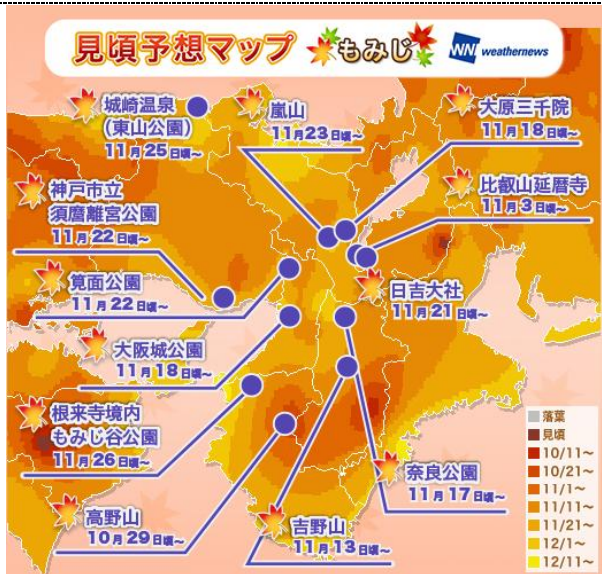 見頃予想マップ もみじ WN weathernews
城崎温泉
(東山公園)
11月25日頃~
嵐山
11月23日頃~
大原三千院
11月18日頃~
神戸市立
須磨離宮公園
11月22日頃~
比叡山延暦寺
11月3日頃~
箕面公園
11月22日頃~
日吉大社
11月21日頃~
大阪城公園
11月18日頃~
根来寺境内
もみじ谷公園
11月26日頃~
奈良公園
11月17日頃~
高野山
10月29日頃~
吉野山
11月13日頃~
落葉
見頃
10/11~
10/21~
11/1~
11/11~
11/21~
12/1~
12/11~